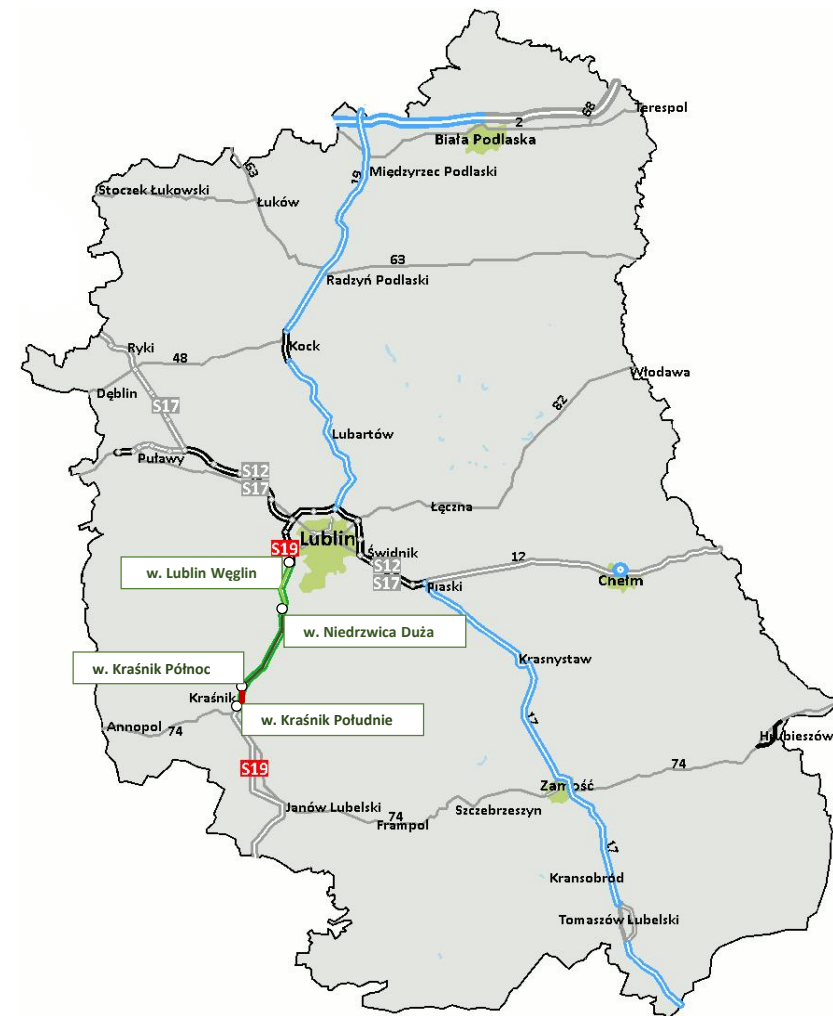 68
Terespol
2
Biała Podlaska
63
19
Międzyrzec Podlaski
Stoczek Łukowski
Łuków
63
Radzyń Podlaski
Kock
Ryki
48
Włodawa
Dęblin
S17
82
Lubartów
Puławy
S12
S17
Łęczna
Lublin
S19
Świdnik
12
w. Lublin Węglin
S12
S17
Piaski
Chełm
w. Niedrzwica Duża
Krasnystaw
w. Kraśnik Północ
Kraśnik
w. Kraśnik Południe
17
Annopol
74
Hrubieszów
S19
74
Zamość
Janów Lubelski
Szczebrzeszyn
74
Frampol
17
Kransobród
Tomaszów Lubelski